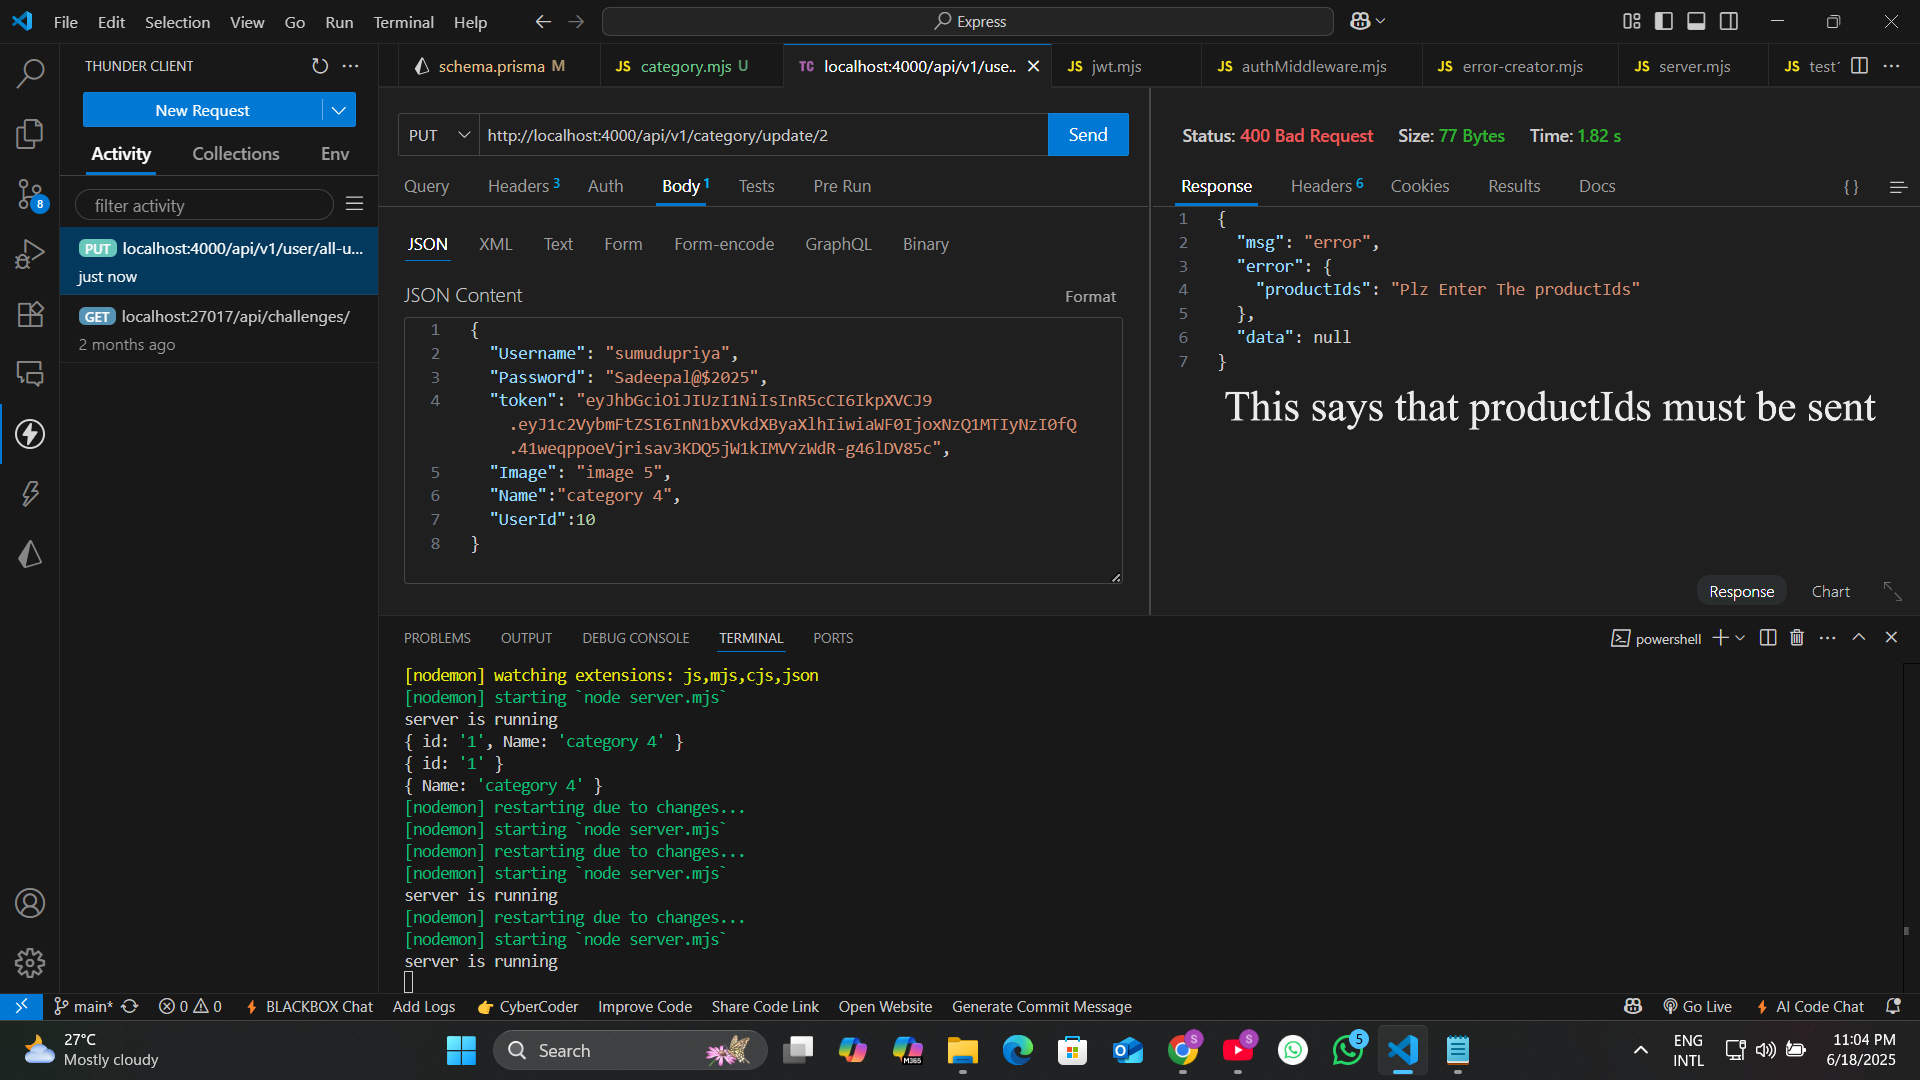 File Edit Selection View Go Run Terminal Help
Express
THUNDER CLIENT
schema.prisma M
JS category.mjs U
TC localhost:4000/api/v1/use..
JS jwt.mjs
JS authMiddleware.mjs
JS error-creator.mjs
JS server.mjs
JS test
New Request
Activity Collections Env
filter activity
PUT localhost:4000/api/v1/user/all-u...
just now
GET localhost:27017/api/challenges/
2 months ago
8
PUT http://localhost:4000/api/v1/category/update/2 Send
Query Headers 3 Auth Body 1 Tests Pre Run
JSON XML Text Form Form-encode GraphQL Binary
JSON Content Format
1 {
2 "Username": "sumudupriya",
3 "Password": "Sadeepal@$2025",
4 "token": "eyJhbGciOiJIUzI1NiIsInR5cCI6IkpXVCJ9
.eyJ1c2VybmFtZSI6InN1bXVkdXByaXlhIiwiaWF0IjoxNzQ1MTIyNzI0fQ
.41weqppoeVjrisav3KDQ5jW1kIMVYzWdR-g46lDV85c",
5 "Image": "image 5",
6 "Name":"category 4",
7 "UserId":10
8 }
Status: 400 Bad Request Size: 77 Bytes Time: 1.82 s
Response Headers 6 Cookies Results Docs { }
1 {
2 "msg": "error",
3 "error": {
4 "productIds": "Plz Enter The productIds"
5 },
6 "data": null
7 }
This says that productIds must be sent
Response Chart
PROBLEMS OUTPUT DEBUG CONSOLE TERMINAL PORTS
powershell
[nodemon] watching extensions: js,mjs,cjs,json
[nodemon] starting `node server.mjs`
server is running
{ id: '1', Name: 'category 4' }
{ id: '1' }
{ Name: 'category 4' }
[nodemon] restarting due to changes...
[nodemon] starting `node server.mjs`
[nodemon] restarting due to changes...
[nodemon] starting `node server.mjs`
server is running
[nodemon] restarting due to changes...
[nodemon] starting `node server.mjs`
server is running
main* 0 0 BLACKBOX Chat Add Logs CyberCoder Improve Code Share Code Link Open Website Generate Commit Message Go Live AI Code Chat
27°C
Mostly cloudy
Search
M365
S
S
5
ENG
INTL
11:04 PM
6/18/2025